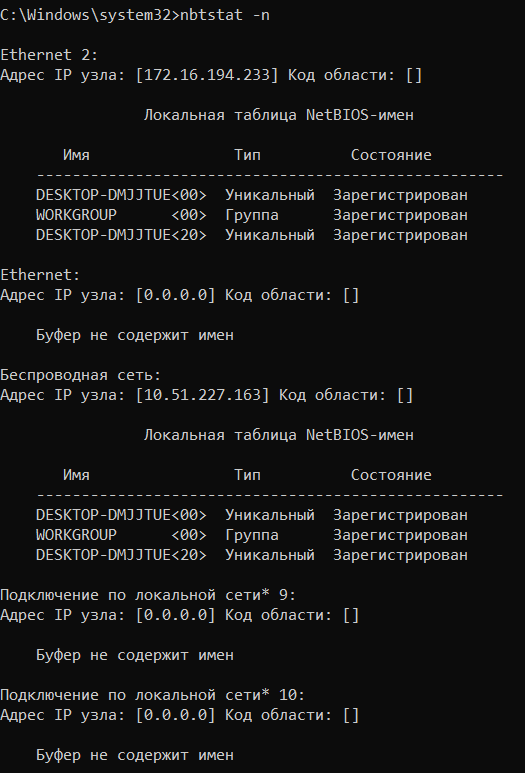 C:\Windows\system32>nbtstat -n
Ethernet 2:
Адрес IP узла: [172.16.194.233] Код области: []
Локальная таблица NetBIOS-имен
Имя Тип Состояние
----------------------------------------------------
DESKTOP-DMJJTUE<00> Уникальный Зарегистрирован
WORKGROUP <00> Группа Зарегистрирован
DESKTOP-DMJJTUE<20> Уникальный Зарегистрирован
Ethernet:
Адрес IP узла: [0.0.0.0] Код области: []
Буфер не содержит имен
Беспроводная сеть:
Адрес IP узла: [10.51.227.163] Код области: []
Локальная таблица NetBIOS-имен
Имя Тип Состояние
----------------------------------------------------
DESKTOP-DMJJTUE<00> Уникальный Зарегистрирован
WORKGROUP <00> Группа Зарегистрирован
DESKTOP-DMJJTUE<20> Уникальный Зарегистрирован
Подключение по локальной сети* 9:
Адрес IP узла: [0.0.0.0] Код области: []
Буфер не содержит имен
Подключение по локальной сети* 10:
Адрес IP узла: [0.0.0.0] Код области: []
Буфер не содержит имен